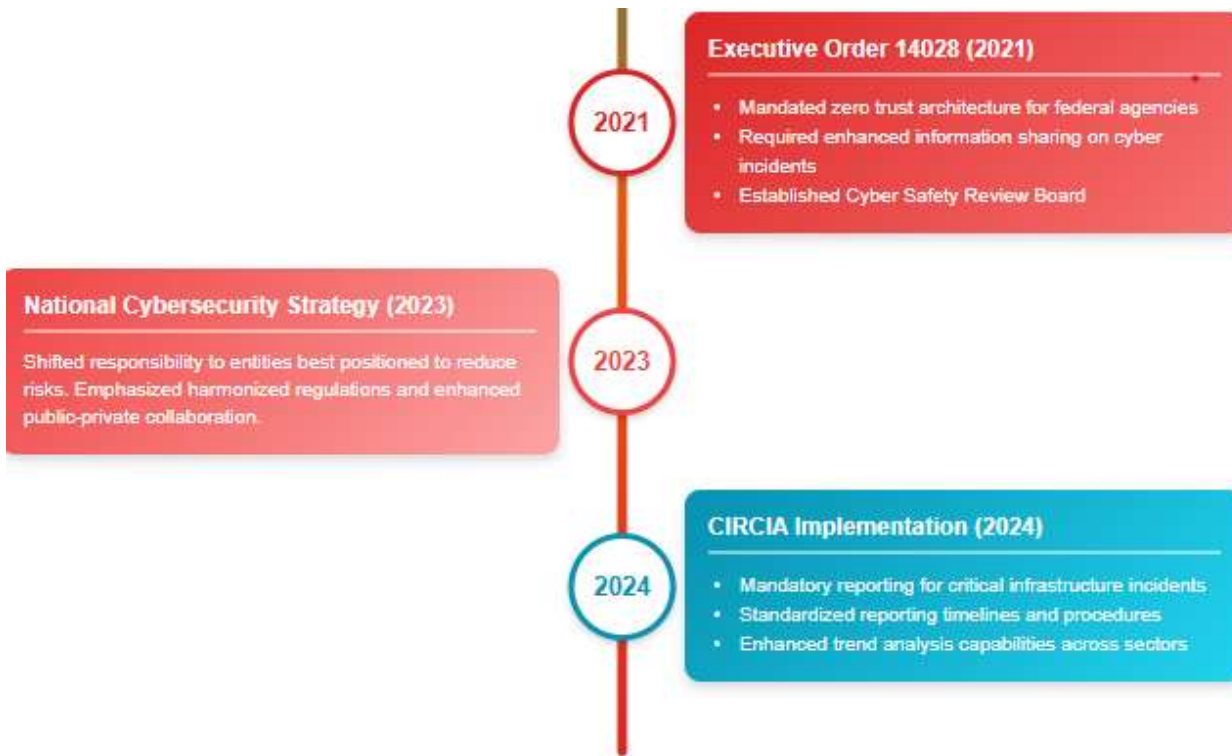 Executive Order 14028 (2021)
2021
• Mandated zero trust architecture for federal agencies
• Required enhanced information sharing on cyber
incidents
• Established Cyber Safety Review Board
National Cybersecurity Strategy (2023)
2023
Shifted responsibility to entities best positioned to reduce
risks. Emphasized harmonized regulations and enhanced
public-private collaboration.
CIRCIA Implementation (2024)
2024
• Mandatory reporting for critical infrastructure incidents
• Standardized reporting timelines and procedures
• Enhanced trend analysis capabilities across sectors